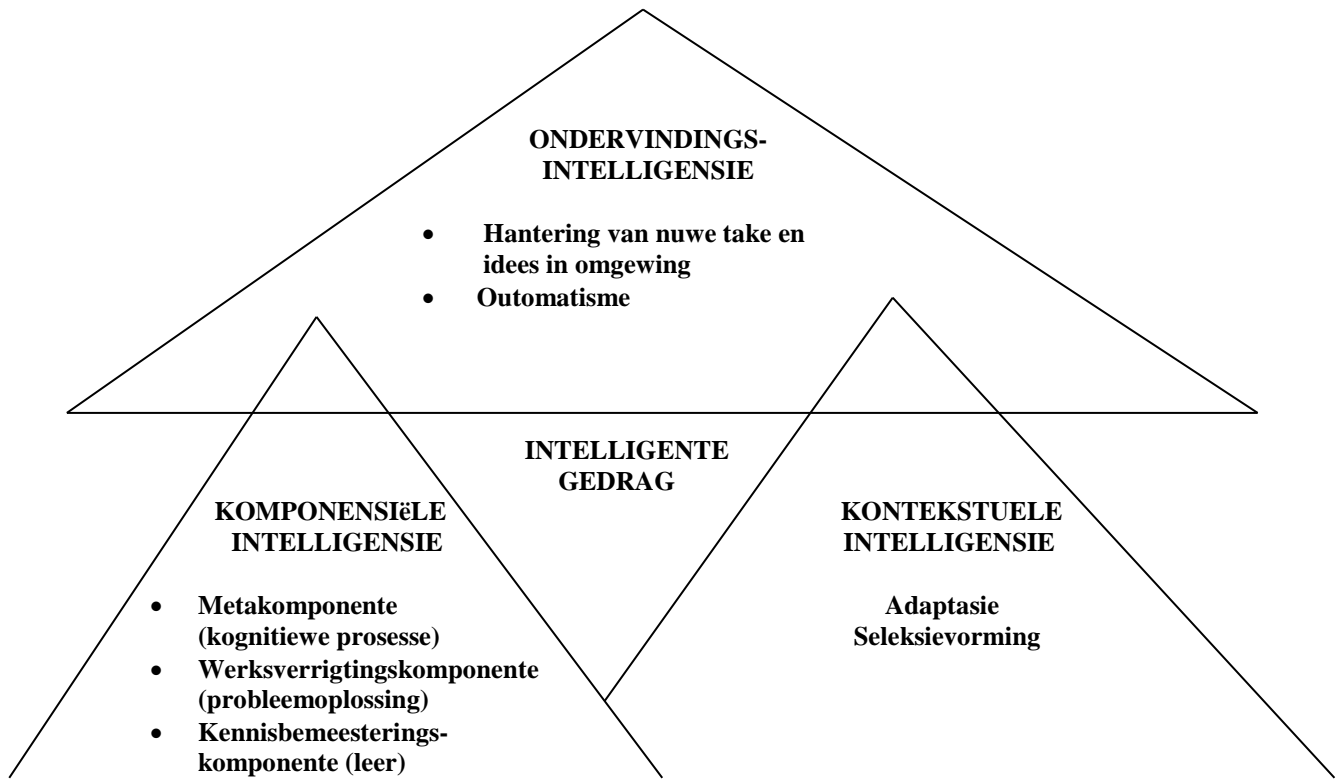 ONDERVINDINGS-
INTELLIGENSIE
• Hantering van nuwe take en
idees in omgewing
• Outomatisme
INTELLIGENTE
GEDRAG
KOMPONENSIëLE
INTELLIGENSIE
• Metakomponente
(kognitiewe prosesse)
• Werksverrigtingskomponente
(probleemoplossing)
• Kennisbemeesterings-
komponente (leer)
KONTEKSTUELE
INTELLIGENSIE
Adaptasie
Seleksievorming